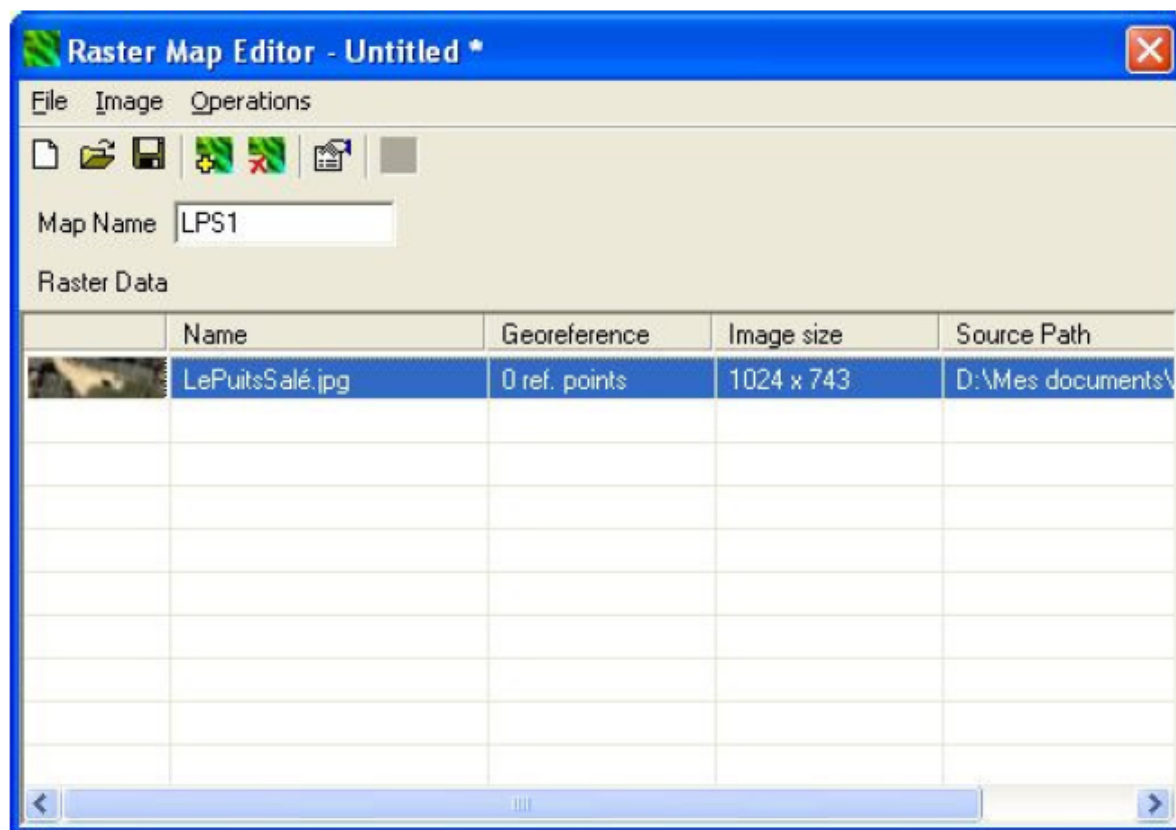 Raster Map Editor - Untitled *
File Image Operations
Map Name LPS1
Raster Data
Name Georeference Image size Source Path
LePuitsSalé.jpg 0 ref. points 1024 x 743 D:\Mes documents\